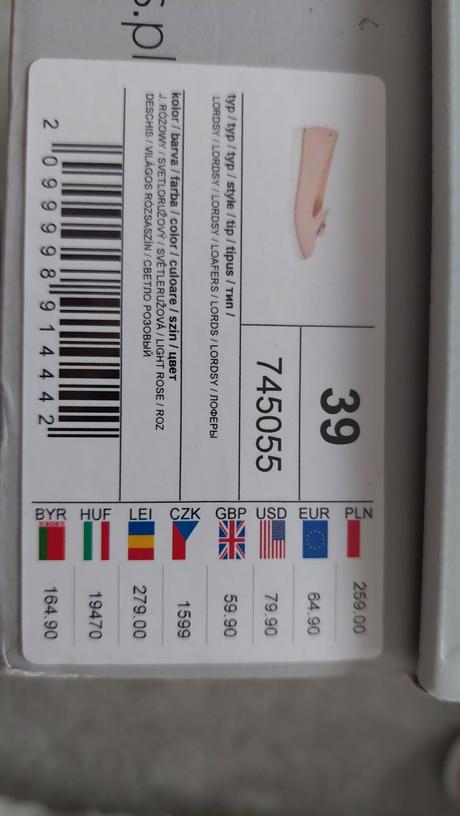 39
745055
typ / typ / typ / style / tip / típus / тип /
LORDSY / LORDSY / LORDSY / LOAFERS / LORDS / LORDSY / ЛОФЕРЫ
kolor / barva / farba / color / culoare / szin / цвет
J. RÓŻOWY / SVETLORUŽOVÝ / SVĚTLERUŽOVÁ / LIGHT ROSE / ROZ
DESCHIS / VILÁGOS RÓZSASZÍN / СВЕТЛО РОЗОВЫЙ
2 099998 914442
PLN 259.00
EUR 64.90
USD 79.90
GBP 59.90
CZK 1599
LEI 279.00
HUF 19470
BYR 164.90
s.pl